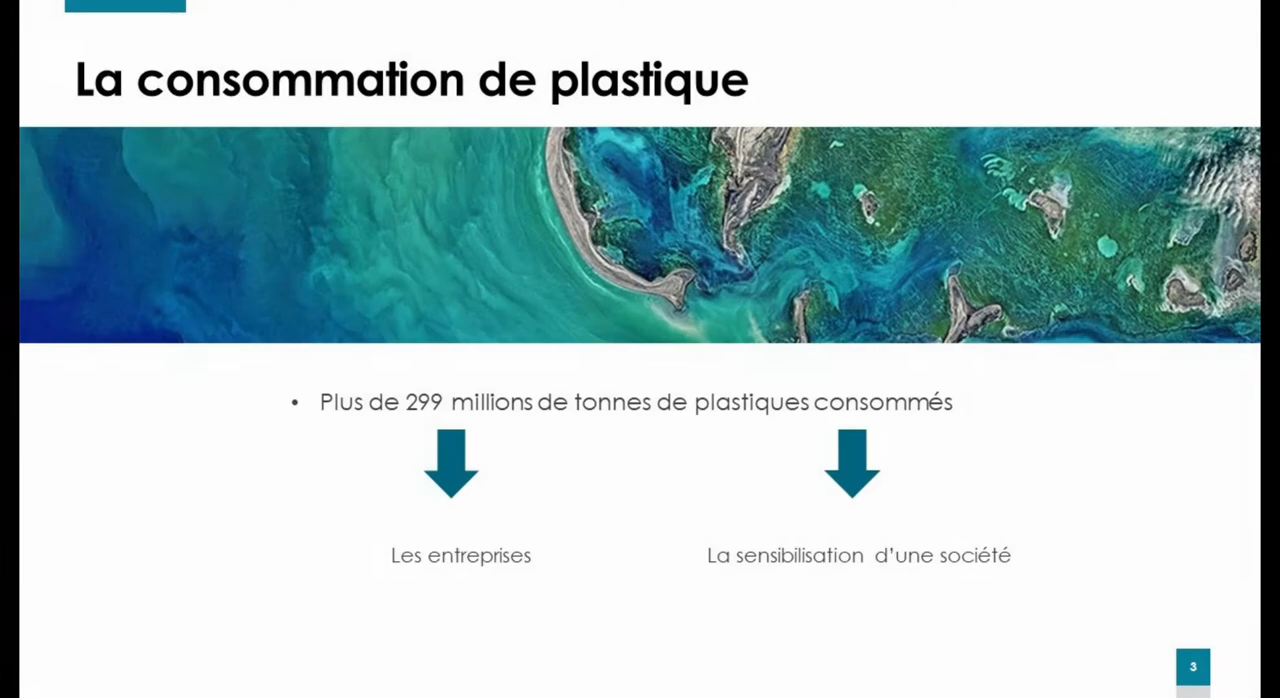 La consommation de plastique
• Plus de 299 millions de tonnes de plastiques consommés
Les entreprises
La sensibilisation d’une société
3